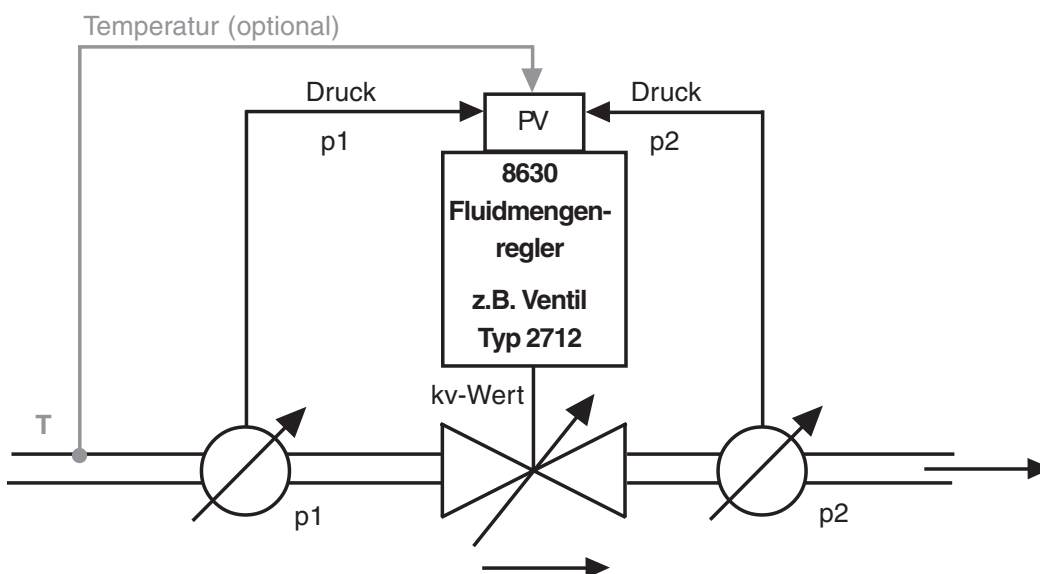 Temperatur (optional)
Druck
p1
PV
Druck
p2
8630
Fluidmengen-
regler
z.B. Ventil
Typ 2712
kv-Wert
T
p1
p2